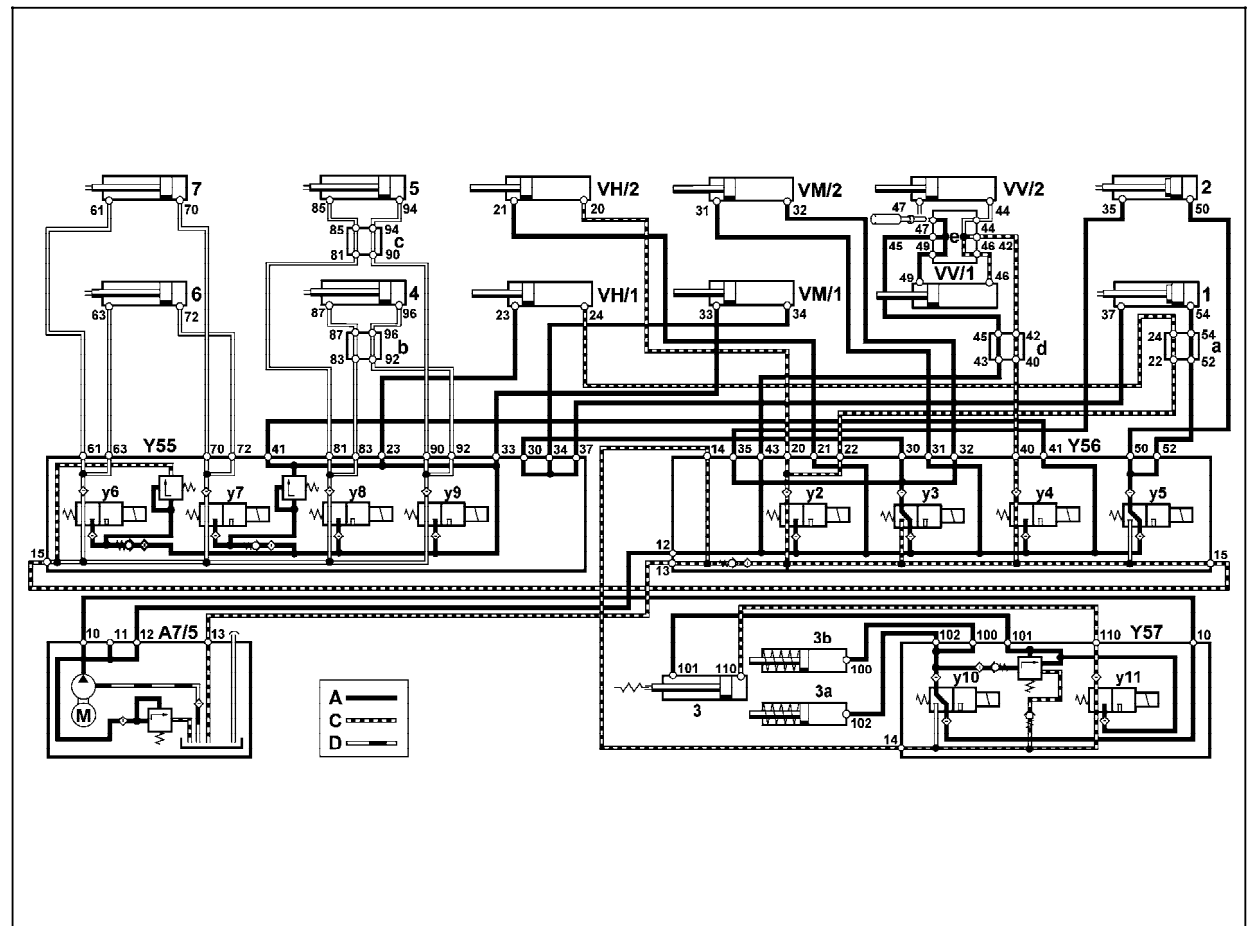 7 5 VH/2 VM/2 VV/2 2
61 70 85 94 21 20 31 32 47 44 35 50
85 94 c 47 44
81 90 45 e 49 46 42
VV/1
6 4 VH/1 VM/1 49 46 1
63 72 87 96 23 24 33 34 37 54
87 96 b 45 42 d 24 54 a
83 92 43 40 22 52
61 63 Y55 70 72 41 81 83 23 90 92 33 30 34 37 14 35 43 20 21 22 30 31 32 40 41 Y56 50 52
y6 y7 y8 y9 y2 y3 y4 y5
15 12 13 15
10 11 12 A7/5 13 102 100 101 110 Y57 10
3b
101 110 100
y10 y11
M A 3 3a
C 102
D 14